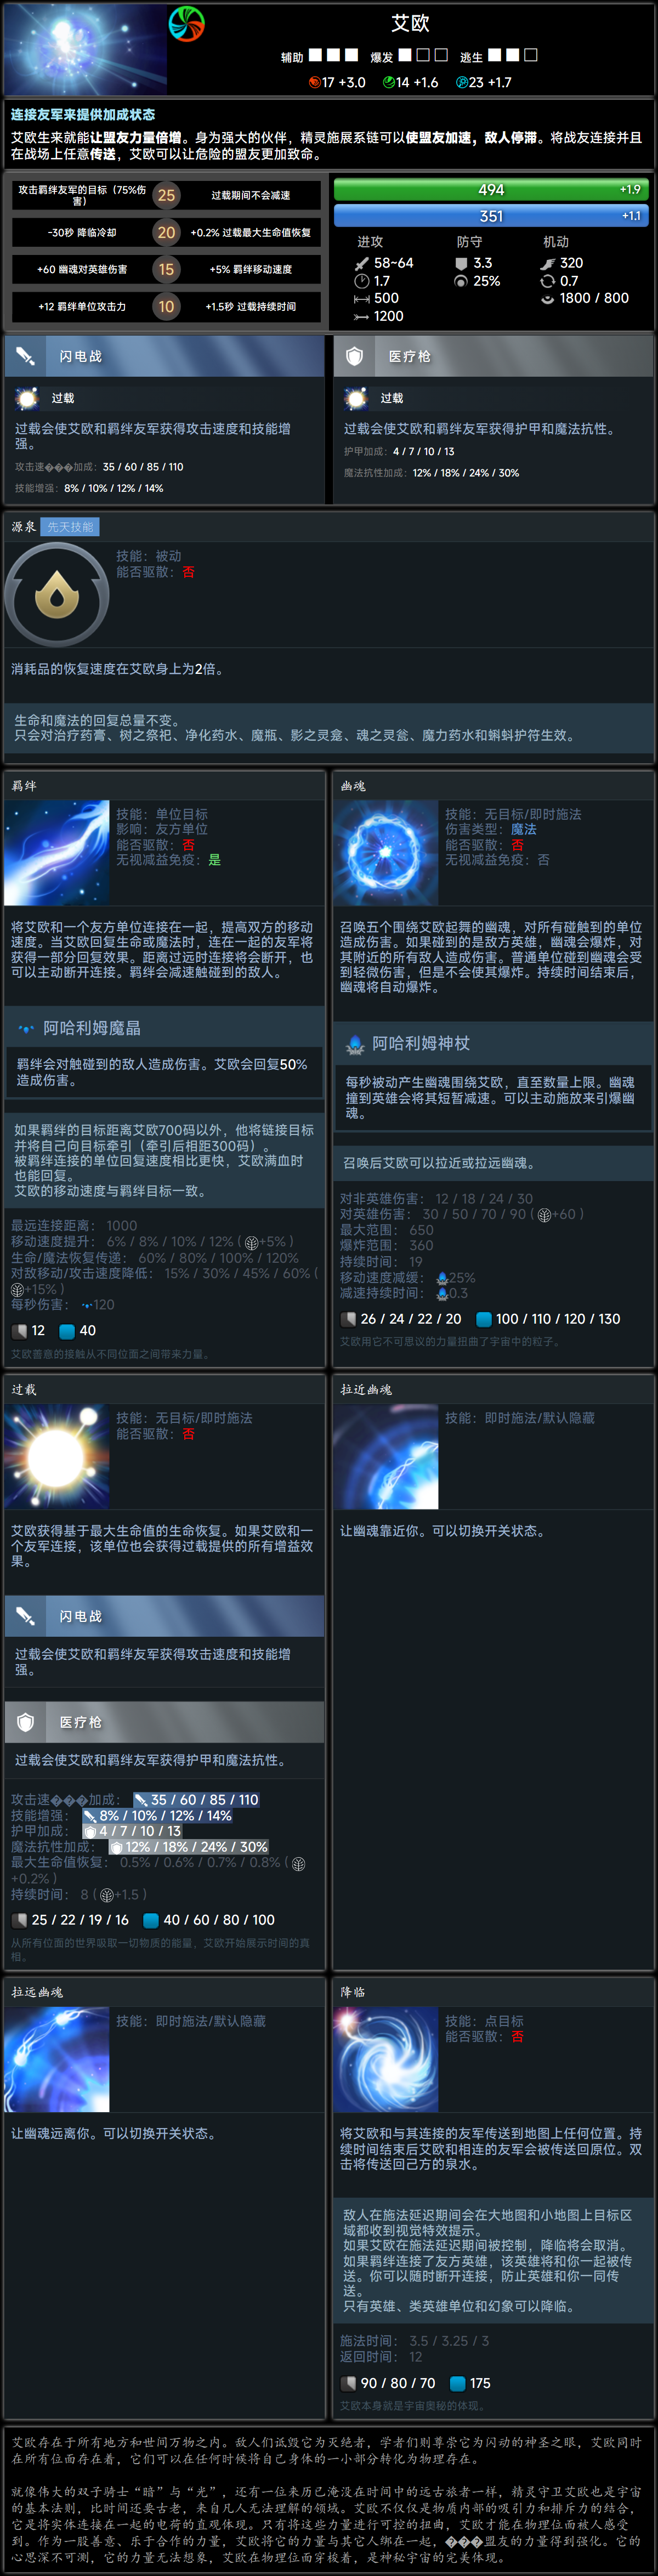 艾欧
辅助 爆发 逃生
17 +3.0 14 +1.6 23 +1.7
连接友军来提供加成状态
艾欧生来就能让盟友力量倍增。身为强大的伙伴，精灵施展系链可以使盟友加速，敌人停滞。将战友连接并且
在战场上任意传送，艾欧可以让危险的盟友更加致命。
攻击羁绊友军的目标（75%伤
害） 25 过载期间不会减速
-30秒 降临冷却 20 +0.2% 过载最大生命值恢复
+60 幽魂对英雄伤害 15 +5% 羁绊移动速度
+12 羁绊单位攻击力 10 +1.5秒 过载持续时间
494 +1.9
351 +1.1
进攻 防守 机动
58~64 3.3 320
1.7 25% 0.7
500 1800 / 800
1200
闪电战
过载
过载会使艾欧和羁绊友军获得攻击速度和技能增
强。
攻击速���加成：35 / 60 / 85 / 110
技能增强：8% / 10% / 12% / 14%
医疗枪
过载
过载会使艾欧和羁绊友军获得护甲和魔法抗性。
护甲加成：4 / 7 / 10 / 13
魔法抗性加成：12% / 18% / 24% / 30%
源泉 先天技能
技能：被动
能否驱散：否
消耗品的恢复速度在艾欧身上为2倍。
生命和魔法的回复总量不变。
只会对治疗药膏、树之祭祀、净化药水、魔瓶、影之灵龛、魂之灵瓮、魔力药水和蝌蚪护符生效。
羁绊
技能：单位目标
影响：友方单位
能否驱散：否
无视减益免疫：是
将艾欧和一个友方单位连接在一起，提高双方的移动
速度。当艾欧回复生命或魔法时，连在一起的友军将
获得一部分回复效果。距离过远时连接将会断开，也
可以主动断开连接。羁绊会减速触碰到的敌人。
阿哈利姆魔晶
羁绊会对触碰到的敌人造成伤害。艾欧会回复50%
造成伤害。
如果羁绊的目标距离艾欧700码以外，他将链接目标
并将自己向目标牵引（牵引后相距300码）。
被羁绊连接的单位回复速度相比更快，艾欧满血时
也能回复。
艾欧的移动速度与羁绊目标一致。
最远连接距离： 1000
移动速度提升： 6% / 8% / 10% / 12% ( +5% )
生命/魔法恢复传递： 60% / 80% / 100% / 120%
对敌移动/攻击速度降低： 15% / 30% / 45% / 60% (
+15% )
每秒伤害： 120
12 40
艾欧善意的接触从不同位面之间带来力量。
幽魂
技能：无目标/即时施法
伤害类型：魔法
能否驱散：否
无视减益免疫：否
召唤五个围绕艾欧起舞的幽魂，对所有碰触到的单位
造成伤害。如果碰到的是敌方英雄，幽魂会爆炸，对
其附近的所有敌人造成伤害。普通单位碰到幽魂会受
到轻微伤害，但是不会使其爆炸。持续时间结束后，
幽魂将自动爆炸。
阿哈利姆神杖
每秒被动产生幽魂围绕艾欧，直至数量上限。幽魂
撞到英雄会将其短暂减速。可以主动施放来引爆幽
魂。
召唤后艾欧可以拉近或拉远幽魂。
对非英雄伤害： 12 / 18 / 24 / 30
对英雄伤害： 30 / 50 / 70 / 90 ( +60 )
最大范围： 650
爆炸范围： 360
持续时间： 19
移动速度减缓： 25%
减速持续时间： 0.3
26 / 24 / 22 / 20 100 / 110 / 120 / 130
艾欧用它不可思议的力量扭曲了宇宙中的粒子。
过载
技能：无目标/即时施法
能否驱散：否
艾欧获得基于最大生命值的生命恢复。如果艾欧和一
个友军连接，该单位也会获得过载提供的所有增益效
果。
闪电战
过载会使艾欧和羁绊友军获得攻击速度和技能增
强。
医疗枪
过载会使艾欧和羁绊友军获得护甲和魔法抗性。
攻击速���加成： 35 / 60 / 85 / 110
技能增强： 8% / 10% / 12% / 14%
护甲加成： 4 / 7 / 10 / 13
魔法抗性加成： 12% / 18% / 24% / 30%
最大生命值恢复： 0.5% / 0.6% / 0.7% / 0.8% (
+0.2% )
持续时间： 8 ( +1.5 )
25 / 22 / 19 / 16 40 / 60 / 80 / 100
从所有位面的世界吸取一切物质的能量，艾欧开始展示时间的真
相。
拉近幽魂
技能：即时施法/默认隐藏
让幽魂靠近你。可以切换开关状态。
拉远幽魂
技能：即时施法/默认隐藏
让幽魂远离你。可以切换开关状态。
降临
技能：点目标
能否驱散：否
将艾欧和与其连接的友军传送到地图上任何位置。持
续时间结束后艾欧和相连的友军会被传送回原位。双
击将传送回己方的泉水。
敌人在施法延迟期间会在大地图和小地图上目标区
域都收到视觉特效提示。
如果艾欧在施法延迟期间被控制，降临将会取消。
如果羁绊连接了友方英雄，该英雄将和你一起被传
送。你可以随时断开连接，防止英雄和你一同传
送。
只有英雄、类英雄单位和幻象可以降临。
施法时间： 3.5 / 3.25 / 3
返回时间： 12
90 / 80 / 70 175
艾欧本身就是宇宙奥秘的体现。
艾欧存在于所有地方和世间万物之内。敌人们诋毁它为灭绝者，学者们则尊崇它为闪动的神圣之眼，艾欧同时
在所有位面存在着，它们可以在任何时候将自己身体的一小部分转化为物理存在。
就像伟大的双子骑士“暗”与“光”，还有一位来历已淹没在时间中的远古旅者一样，精灵守卫艾欧也是宇宙
的基本法则，比时间还要古老，来自凡人无法理解的领域。艾欧不仅仅是物质内部的吸引力和排斥力的结合，
它是将实体连接在一起的电荷的直观体现。只有将这些力量进行可控的扭曲，艾欧才能在物理位面被人感受
到。作为一股善意、乐于合作的力量，艾欧将它的力量与其它人绑在一起，���盟友的力量得到强化。它的
心思深不可测，它的力量无法想象，艾欧在物理位面穿梭着，是神秘宇宙的完美体现。